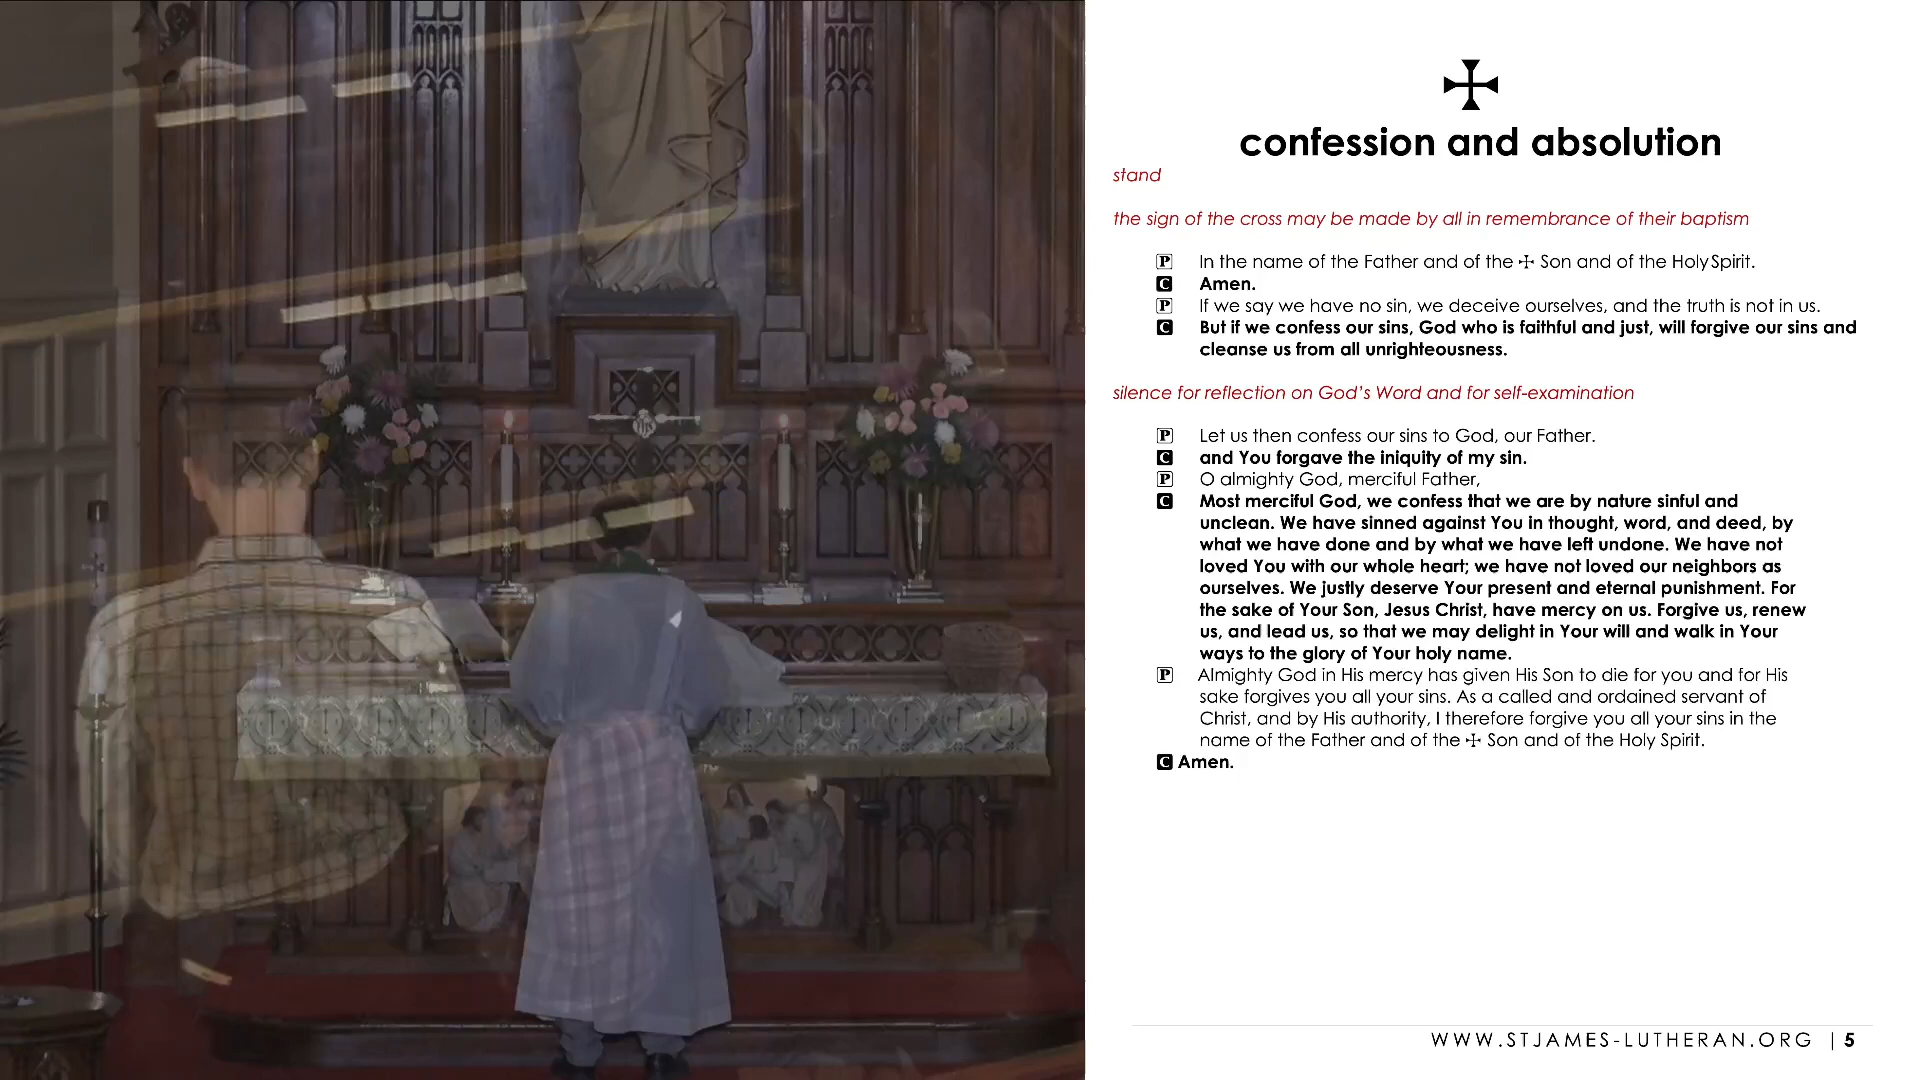 confession and absolution
stand
the sign of the cross may be made by all in remembrance of their baptism
P In the name of the Father and of the ☩ Son and of the Holy Spirit.
C Amen.
P If we say we have no sin, we deceive ourselves, and the truth is not in us.
C But if we confess our sins, God who is faithful and just, will forgive our sins and
cleanse us from all unrighteousness.
silence for reflection on God's Word and for self-examination
P Let us then confess our sins to God, our Father.
C and You forgave the iniquity of my sin.
P O almighty God, merciful Father,
C Most merciful God, we confess that we are by nature sinful and
unclean. We have sinned against You in thought, word, and deed, by
what we have done and by what we have left undone. We have not
loved You with our whole heart; we have not loved our neighbors as
ourselves. We justly deserve Your present and eternal punishment. For
the sake of Your Son, Jesus Christ, have mercy on us. Forgive us, renew
us, and lead us, so that we may delight in Your will and walk in Your
ways to the glory of Your holy name.
P Almighty God in His mercy has given His Son to die for you and for His
sake forgives you all your sins. As a called and ordained servant of
Christ, and by His authority, I therefore forgive you all your sins in the
name of the Father and of the ☩ Son and of the Holy Spirit.
C Amen.
WWW.STJAMES-LUTHERAN.ORG | 5